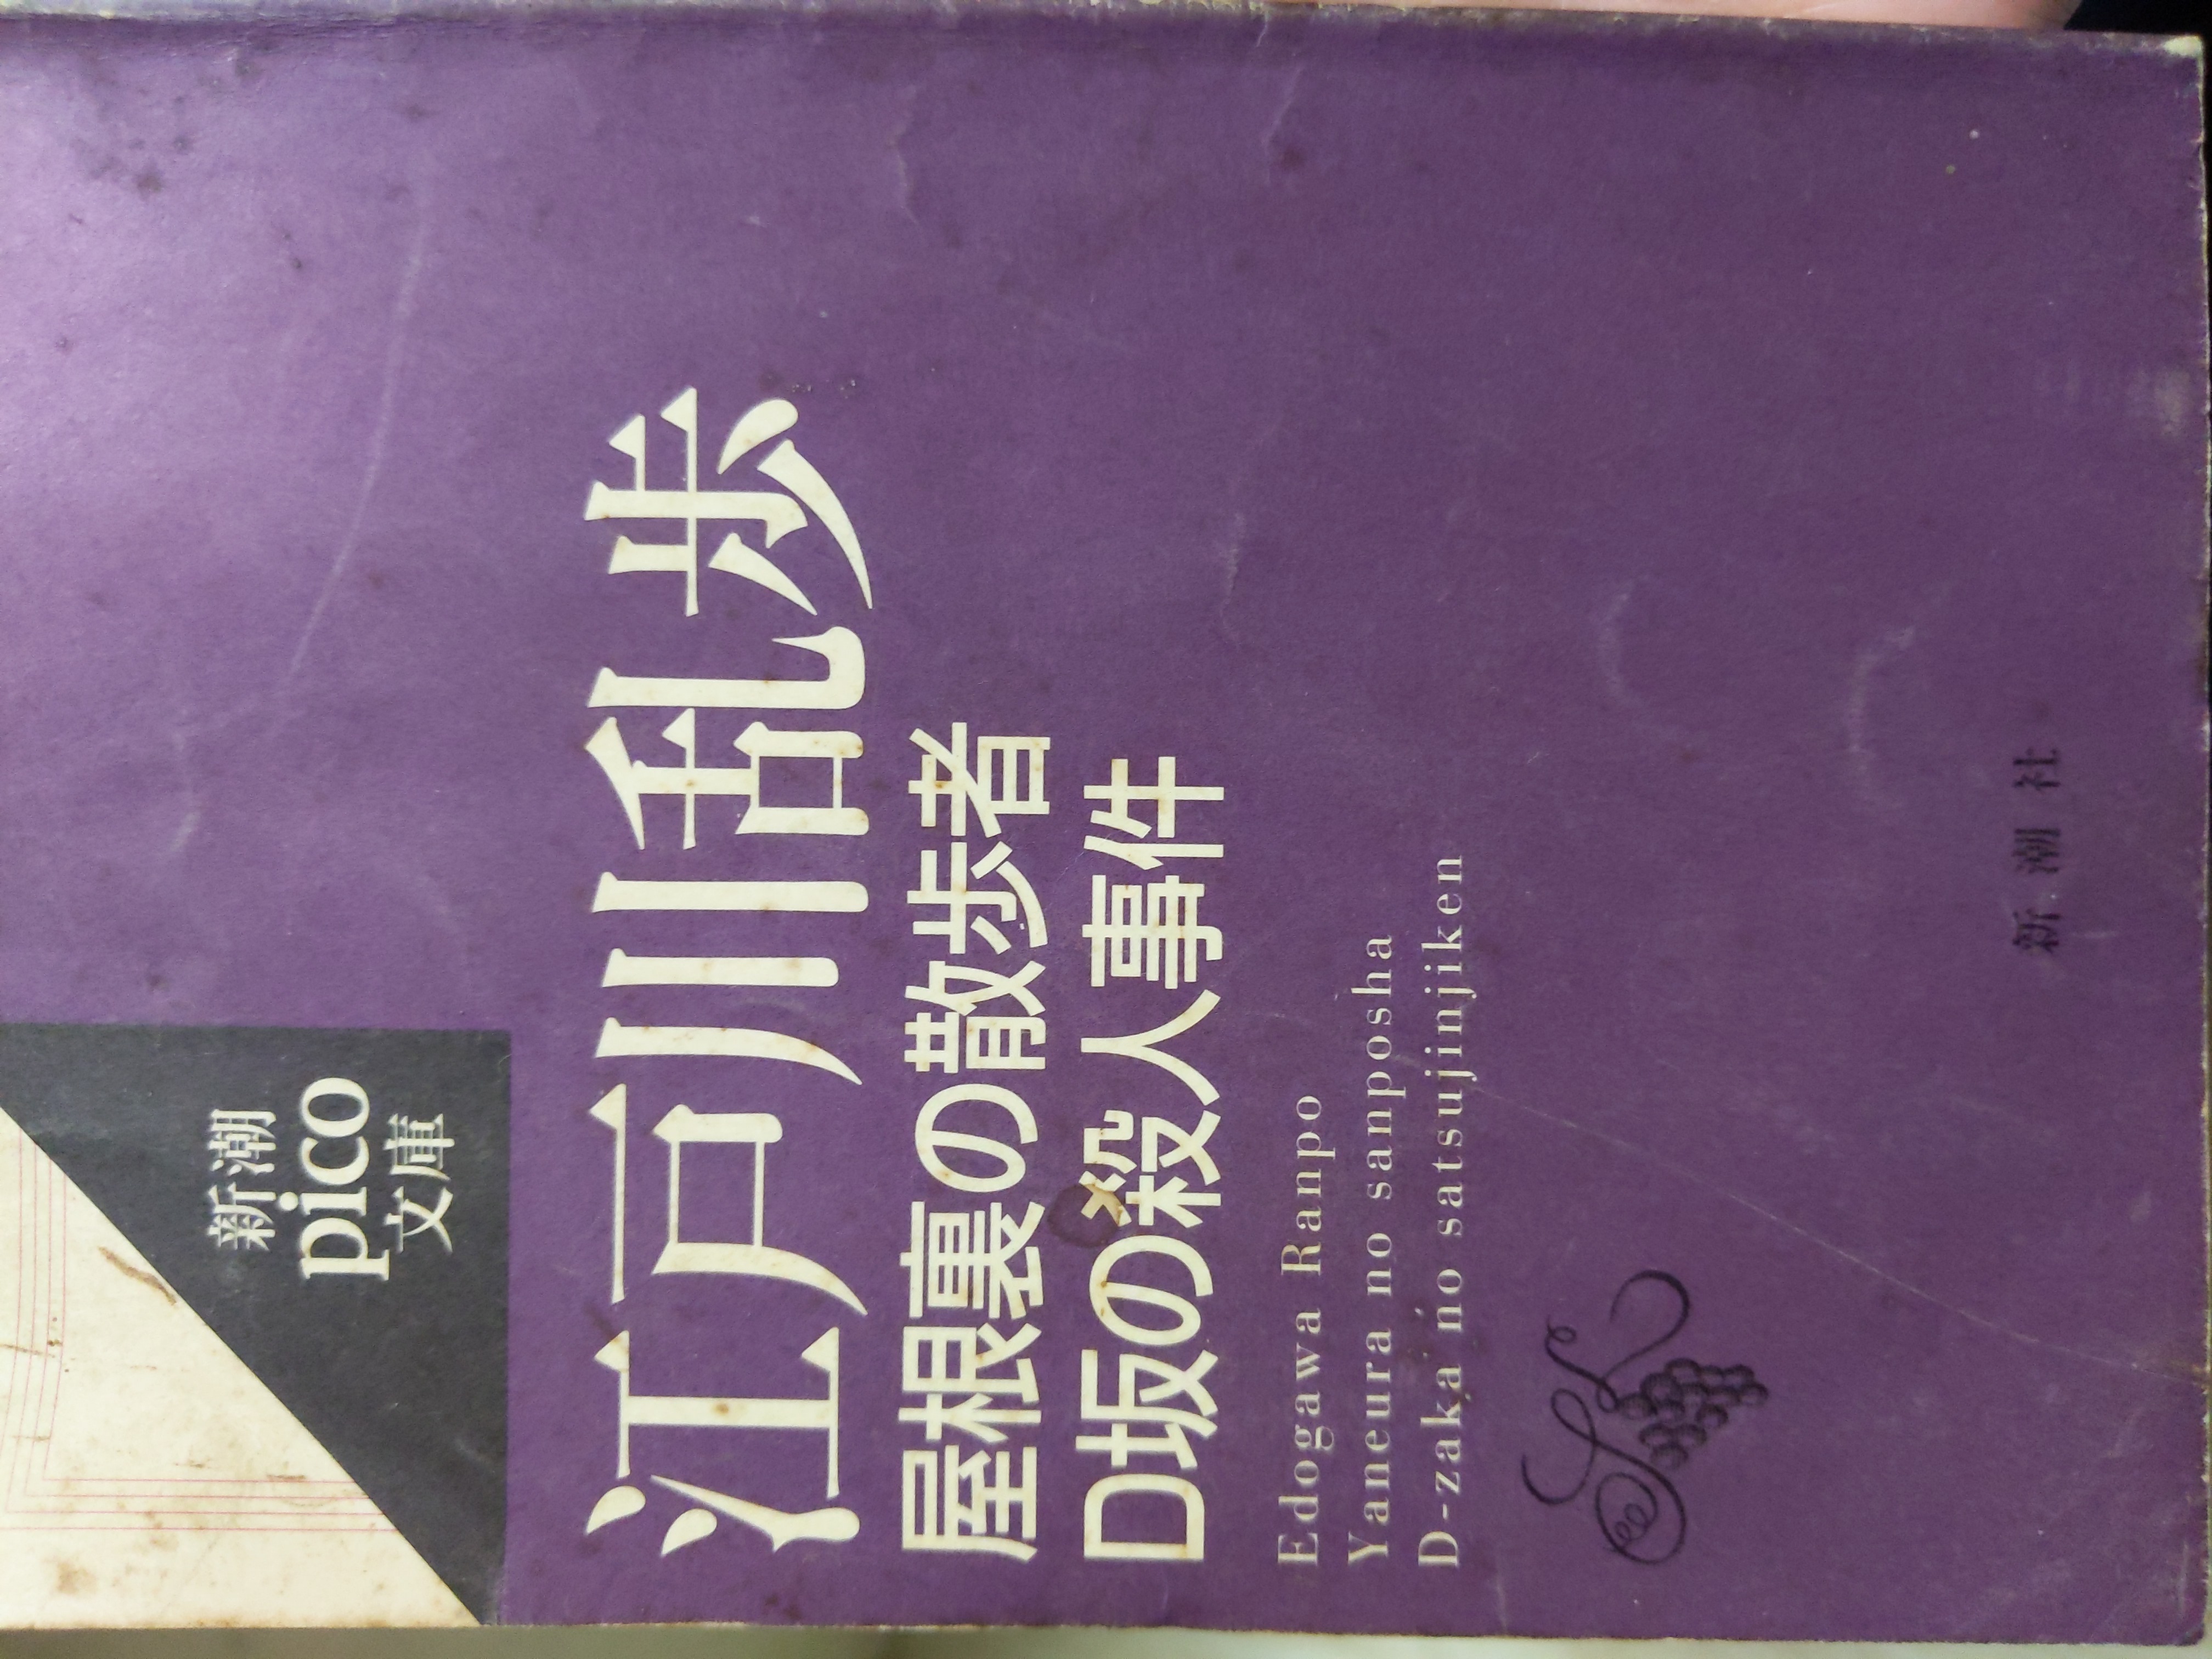 新潮
pico
文庫
江戸川乱歩
屋根裏の散歩者
D坂の殺人事件
Edogawa Ranpo
Yaneura no sanposha
D-zaka no satsujinjiken
新潮社